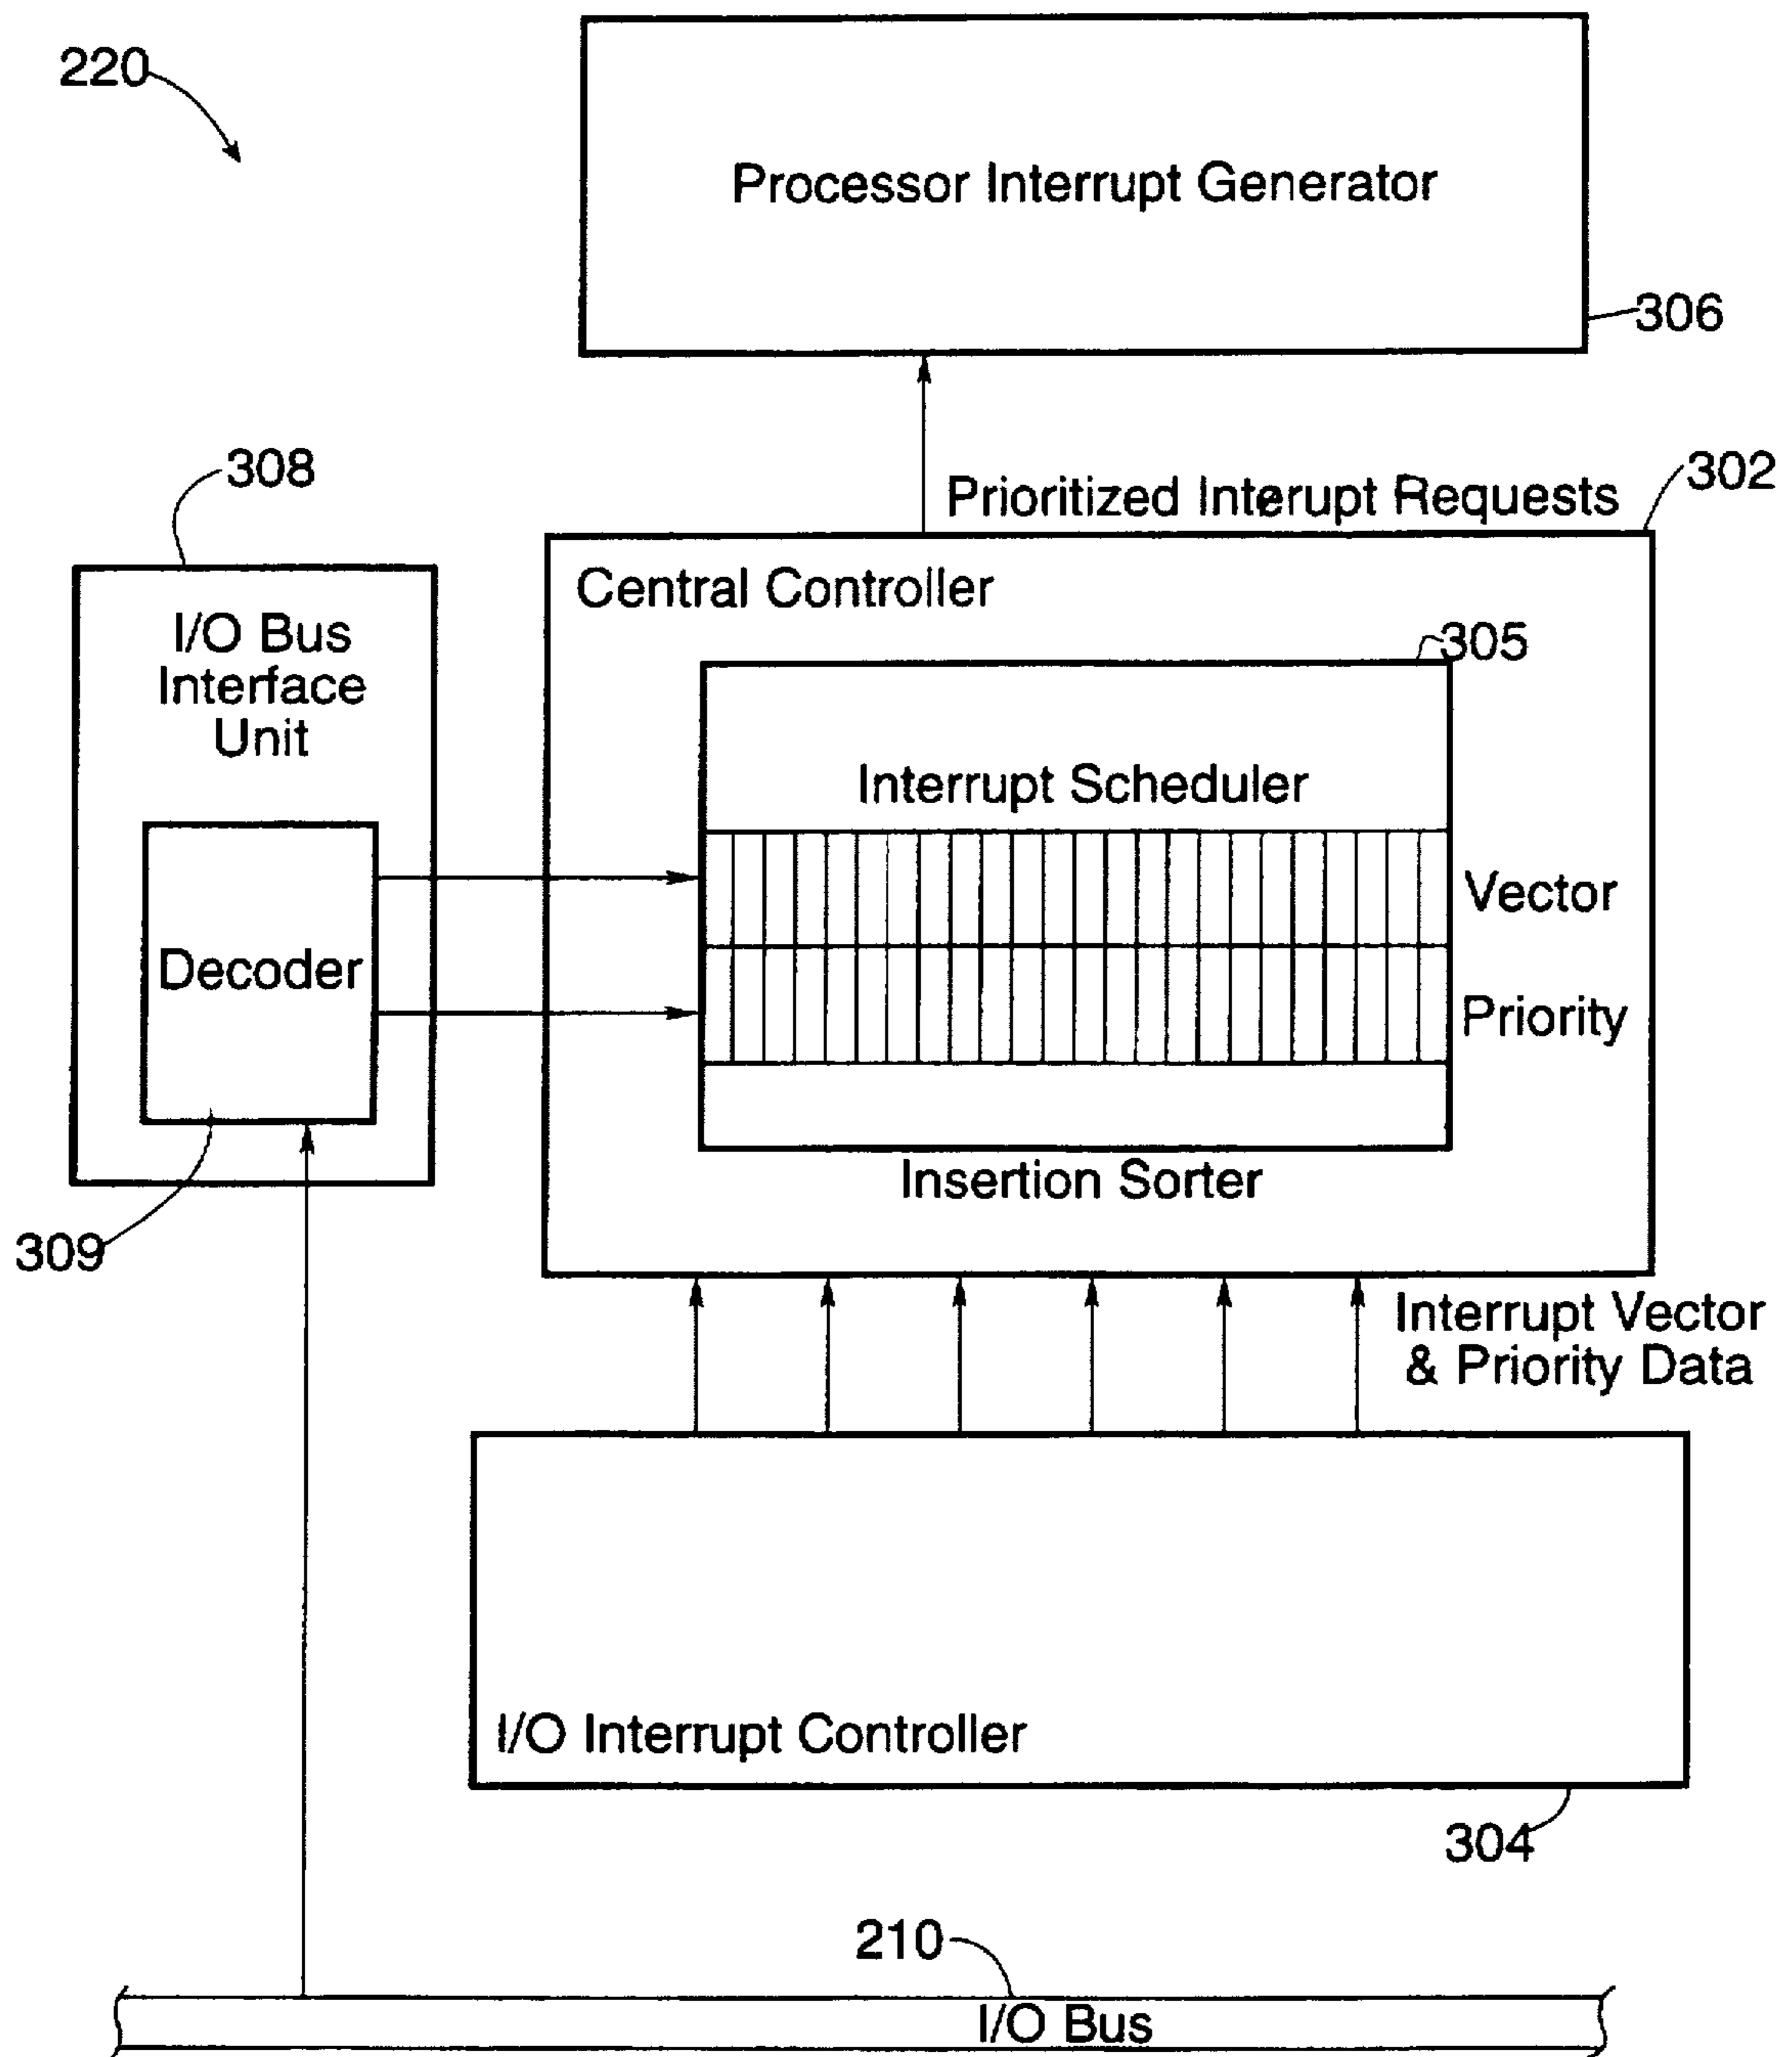 220
Processor Interrupt Generator
306
308
302
Prioritized Interupt Requests
Central Controller
305
I/O Bus
Interface
Unit
Interrupt Scheduler
Vector
Decoder
Priority
Insertion Sorter
309
Interrupt Vector
& Priority Data
I/O Interrupt Controller
304
210
I/O Bus